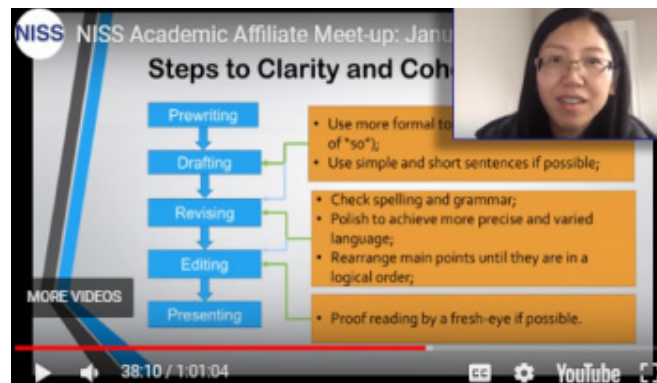 NISS
NISS Academic Affiliate Meet-up:
Steps to Clarity and
Prewriting
Drafting
Revising
Editing
Presenting
• Use more formal
of "so");
• Use simple and short sentences if possible;
• Check spelling and grammar;
• Polish to achieve more precise and varied
language;
• Rearrange main points until they are in a
logical order;
• Proof reading by a fresh-eye if possible.
MORE VIDEOS
38:10 / 1:01:04
CC
YouTube